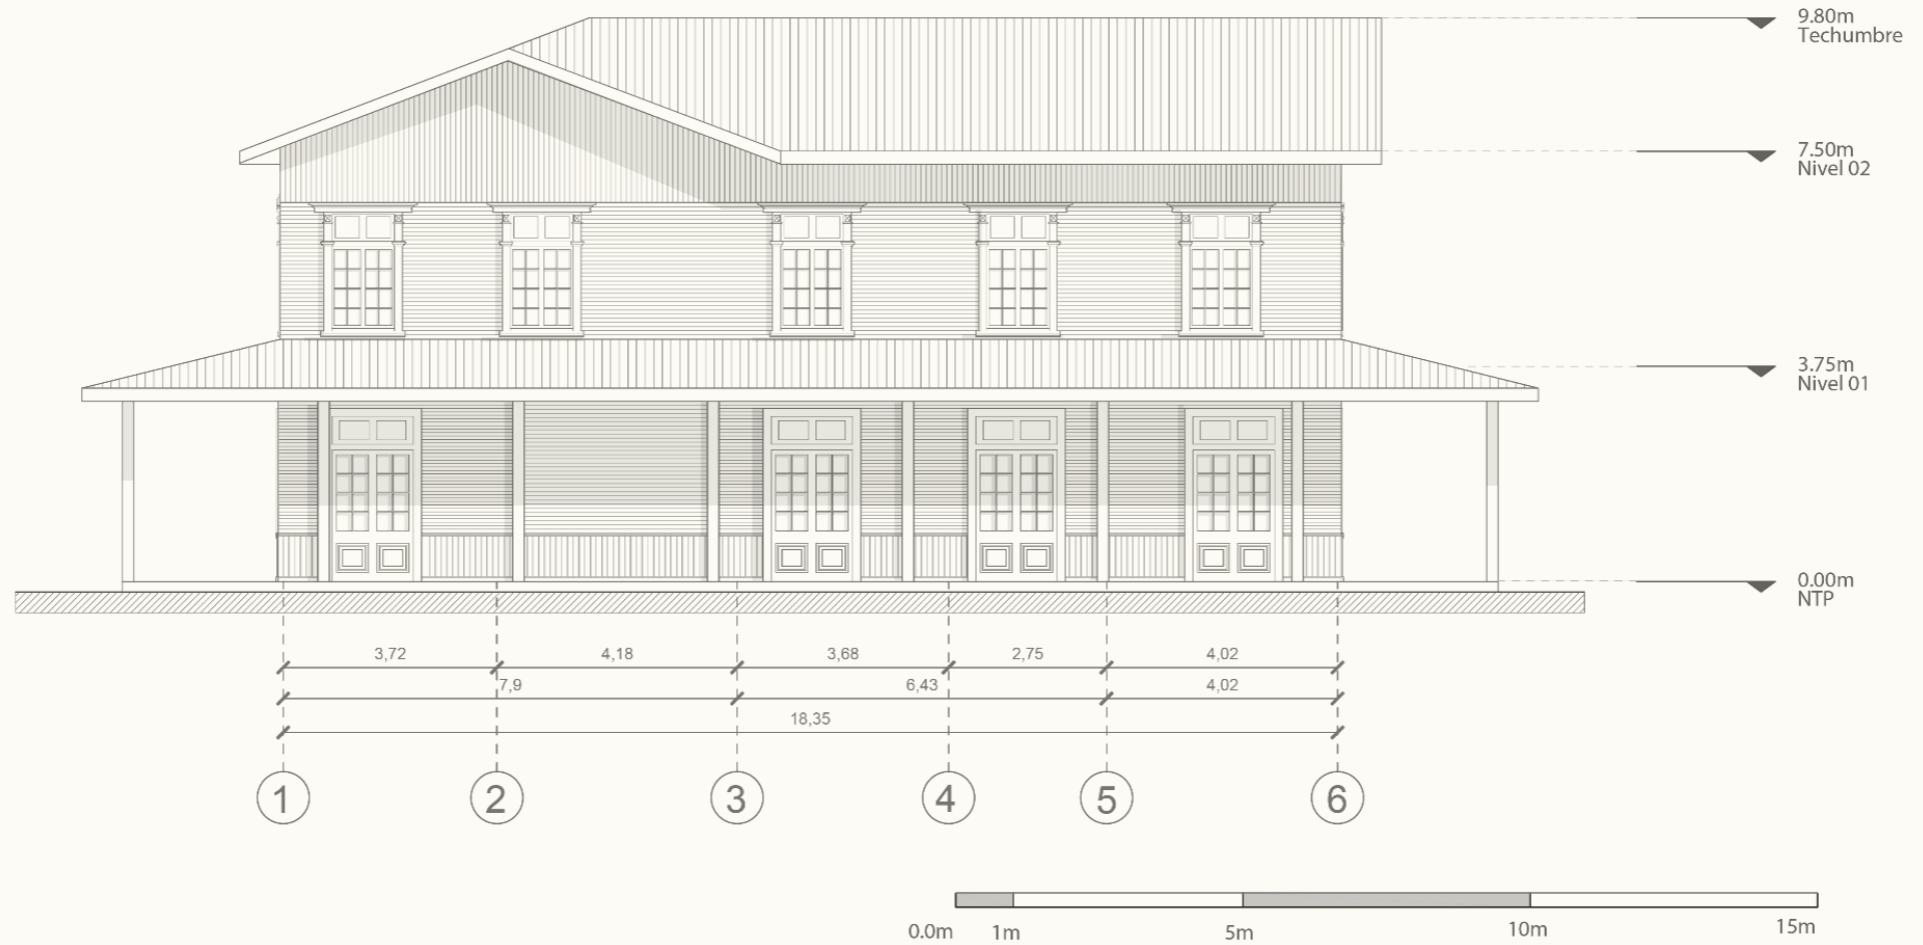 9.80m
Techumbre
7.50m
Nivel 02
3.75m
Nivel 01
0.00m
NTP
3,72 4,18 3,68 2,75 4,02
7,9 6,43 4,02
18,35
1 2 3 4 5 6
0.0m 1m 5m 10m 15m